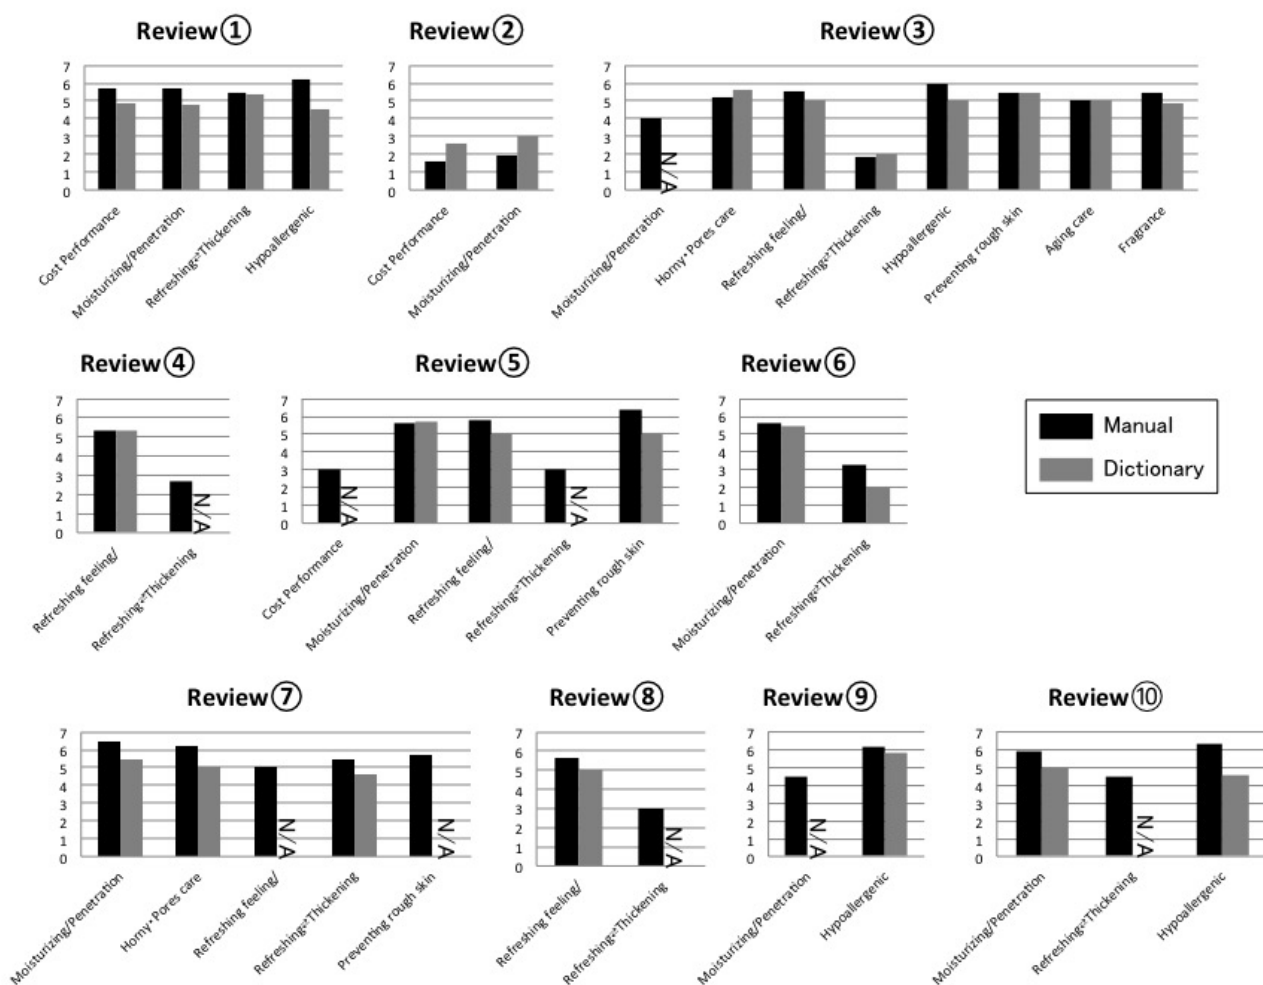 Review①
7
6
5
4
3
2
1
0
Cost Performance
Moisturizing/Penetration
Refreshing⇌Thickening
Hypoallergenic
Review②
7
6
5
4
3
2
1
0
Cost Performance
Moisturizing/Penetration
Review③
7
6
5
4
3
2
1
0
N/A
Moisturizing/Penetration
Horny・Pores care
Refreshing feeling/
Refreshing⇌Thickening
Hypoallergenic
Preventing rough skin
Aging care
Fragrance
Review④
7
6
5
4
3
2
1
0
N/A
Refreshing feeling/
Refreshing⇌Thickening
Review⑤
7
6
5
4
3
2
1
0
N/A
N/A
Cost Performance
Moisturizing/Penetration
Refreshing feeling/
Refreshing⇌Thickening
Preventing rough skin
Review⑥
7
6
5
4
3
2
1
0
Moisturizing/Penetration
Refreshing⇌Thickening
Manual
Dictionary
Review⑦
7
6
5
4
3
2
1
0
N/A
N/A
Moisturizing/Penetration
Horny・Pores care
Refreshing feeling/
Refreshing⇌Thickening
Preventing rough skin
Review⑧
7
6
5
4
3
2
1
0
N/A
Refreshing feeling/
Refreshing⇌Thickening
Review⑨
7
6
5
4
3
2
1
0
N/A
Moisturizing/Penetration
Hypoallergenic
Review⑩
7
6
5
4
3
2
1
0
N/A
Moisturizing/Penetration
Refreshing⇌Thickening
Hypoallergenic